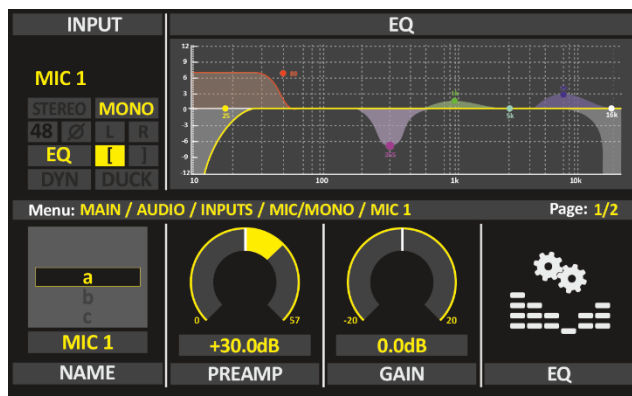 INPUT
EQ
MIC 1
STEREO MONO
48 Ø L R
EQ [ ]
DYN DUCK
12
9
6
3
0
-3
-6
-9
-12
80
25
1k
5k
16k
10 100 1k 10k
Menu: MAIN / AUDIO / INPUTS / MIC/MONO / MIC 1 Page: 1/2
a
b
c
0 57
-20 20
MIC 1 +30.0dB 0.0dB
NAME PREAMP GAIN EQ